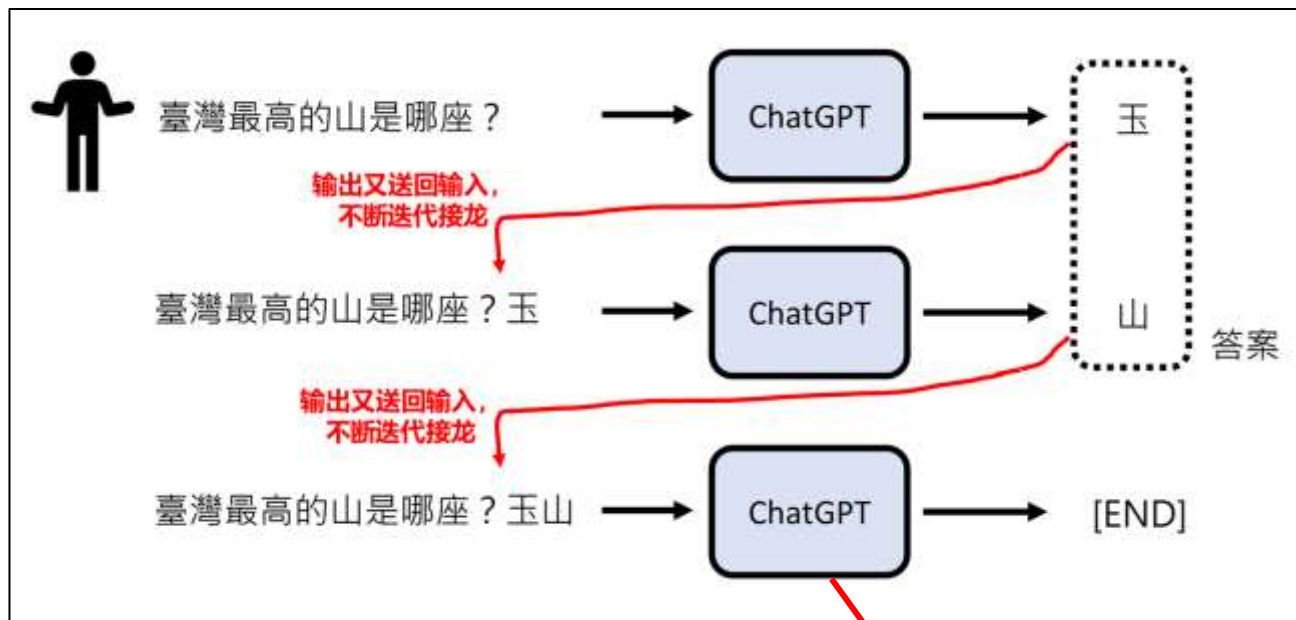 臺灣最高的山是哪座？
ChatGPT
玉
输出又送回输入，
不断迭代接龙
臺灣最高的山是哪座？玉
ChatGPT
山
答案
输出又送回输入，
不断迭代接龙
臺灣最高的山是哪座？玉山
ChatGPT
[END]